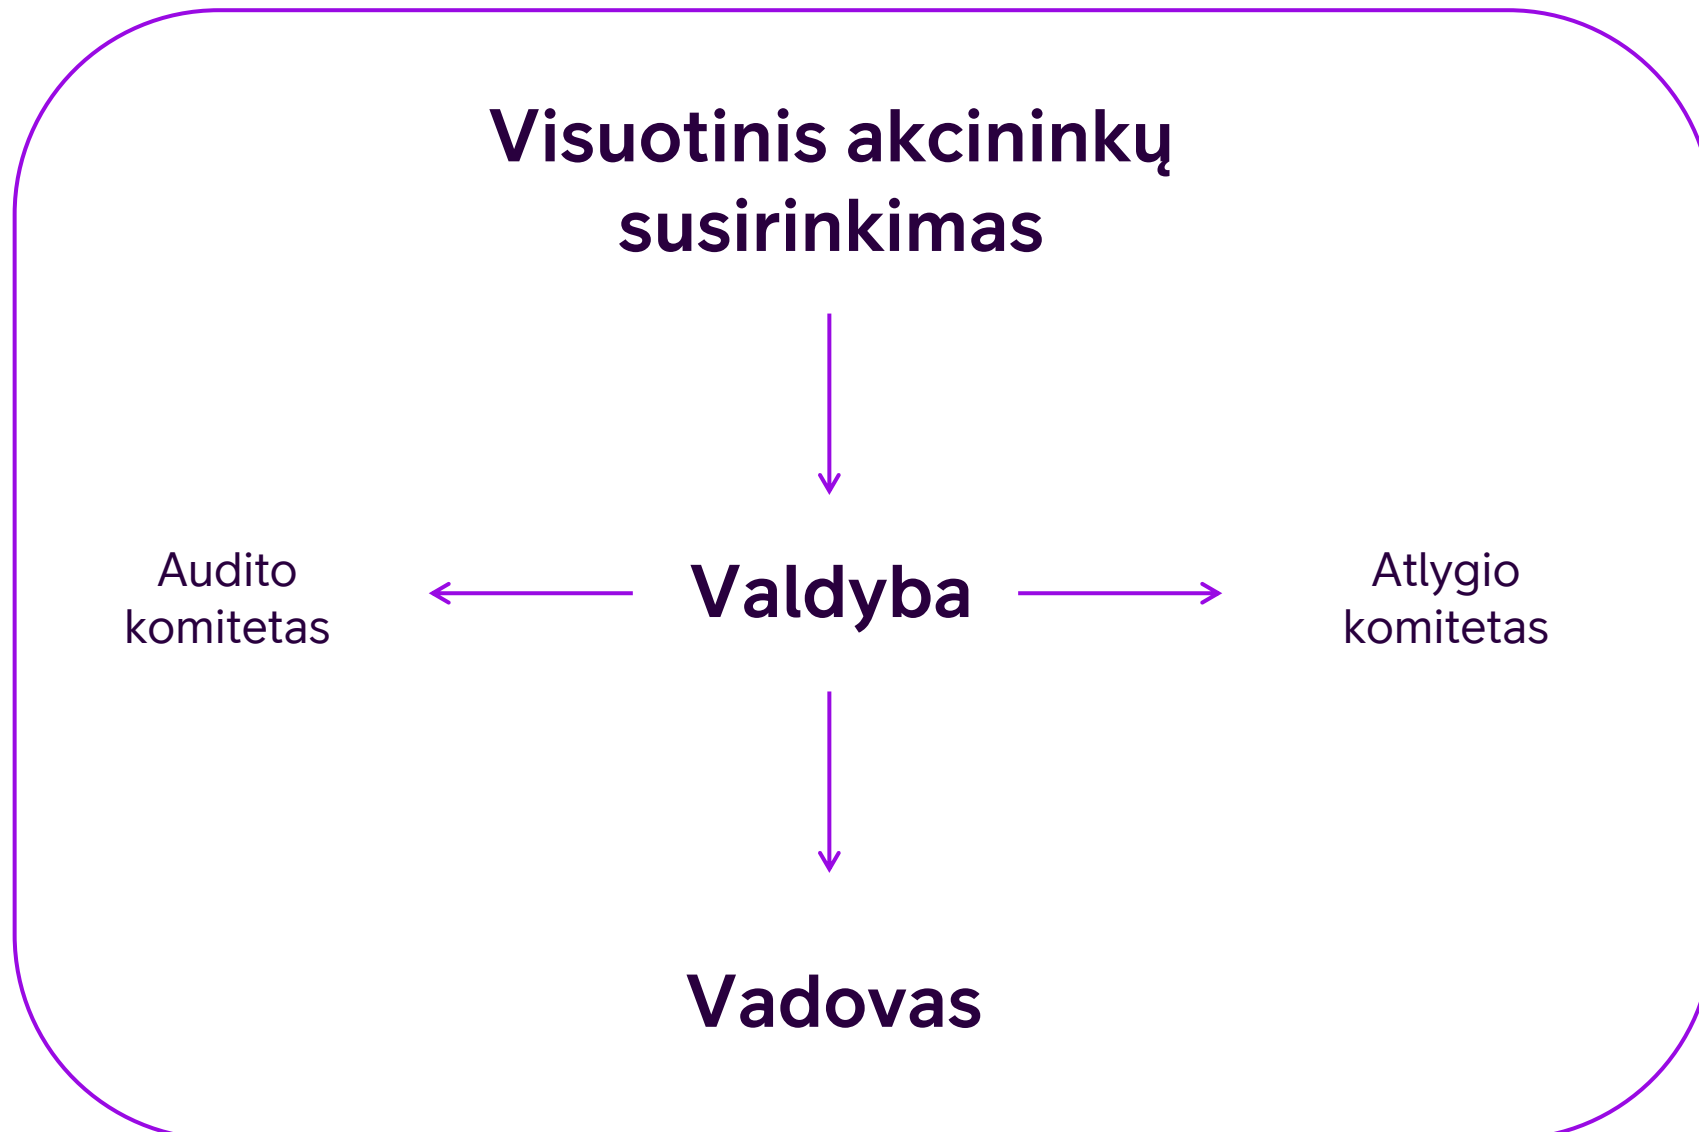 Visuotinis akcininkų
susirinkimas
Audito
komitetas
Valdyba
Atlygio
komitetas
Vadovas